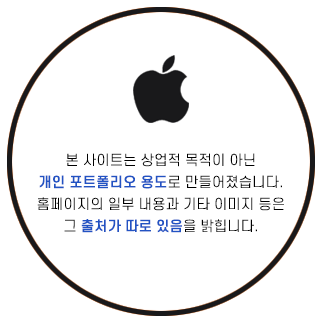 본 사이트는 상업적 목적이 아닌
개인 포트폴리오 용도로 만들어졌습니다.
홈페이지의 일부 내용과 기타 이미지 등은
그 출처가 따로 있음을 밝힙니다.